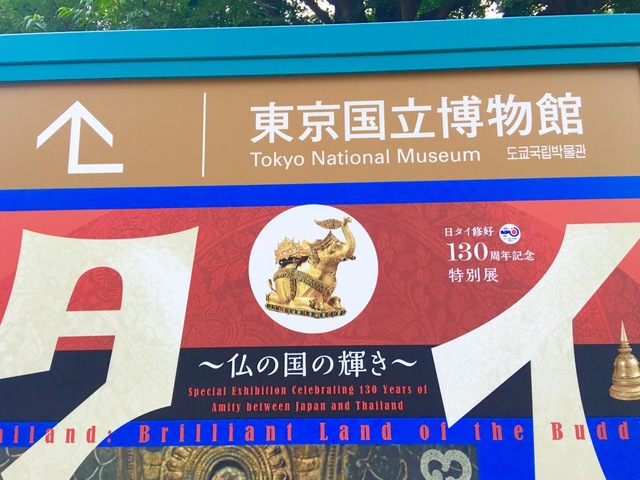 東京国立博物館
Tokyo National Museum 도쿄국립박물관
日タイ修好
130周年記念
特別展
タイ
〜仏の国の輝き〜
Special Exhibition Celebrating 130 Years of
Amity between Japan and Thailand
ailand: Brilliant Land of the Budd